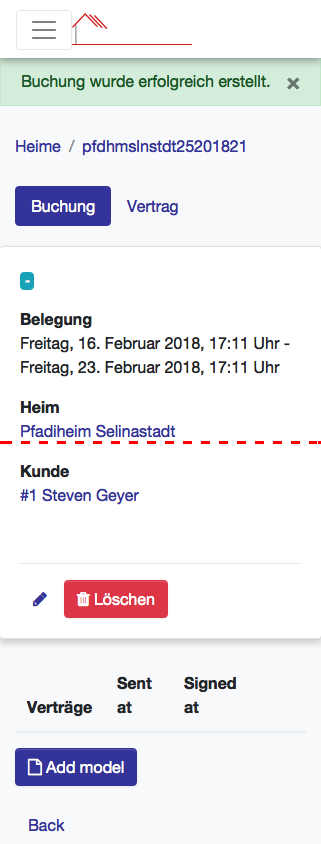 Buchung wurde erfolgreich erstellt. ×
Heime / pfdhmslnstdt25201821
Buchung Vertrag
-
Belegung
Freitag, 16. Februar 2018, 17:11 Uhr -
Freitag, 23. Februar 2018, 17:11 Uhr
Heim
Pfadiheim Selinastadt
Kunde
#1 Steven Geyer
Löschen
Verträge Sent at Signed at
Add model
Back